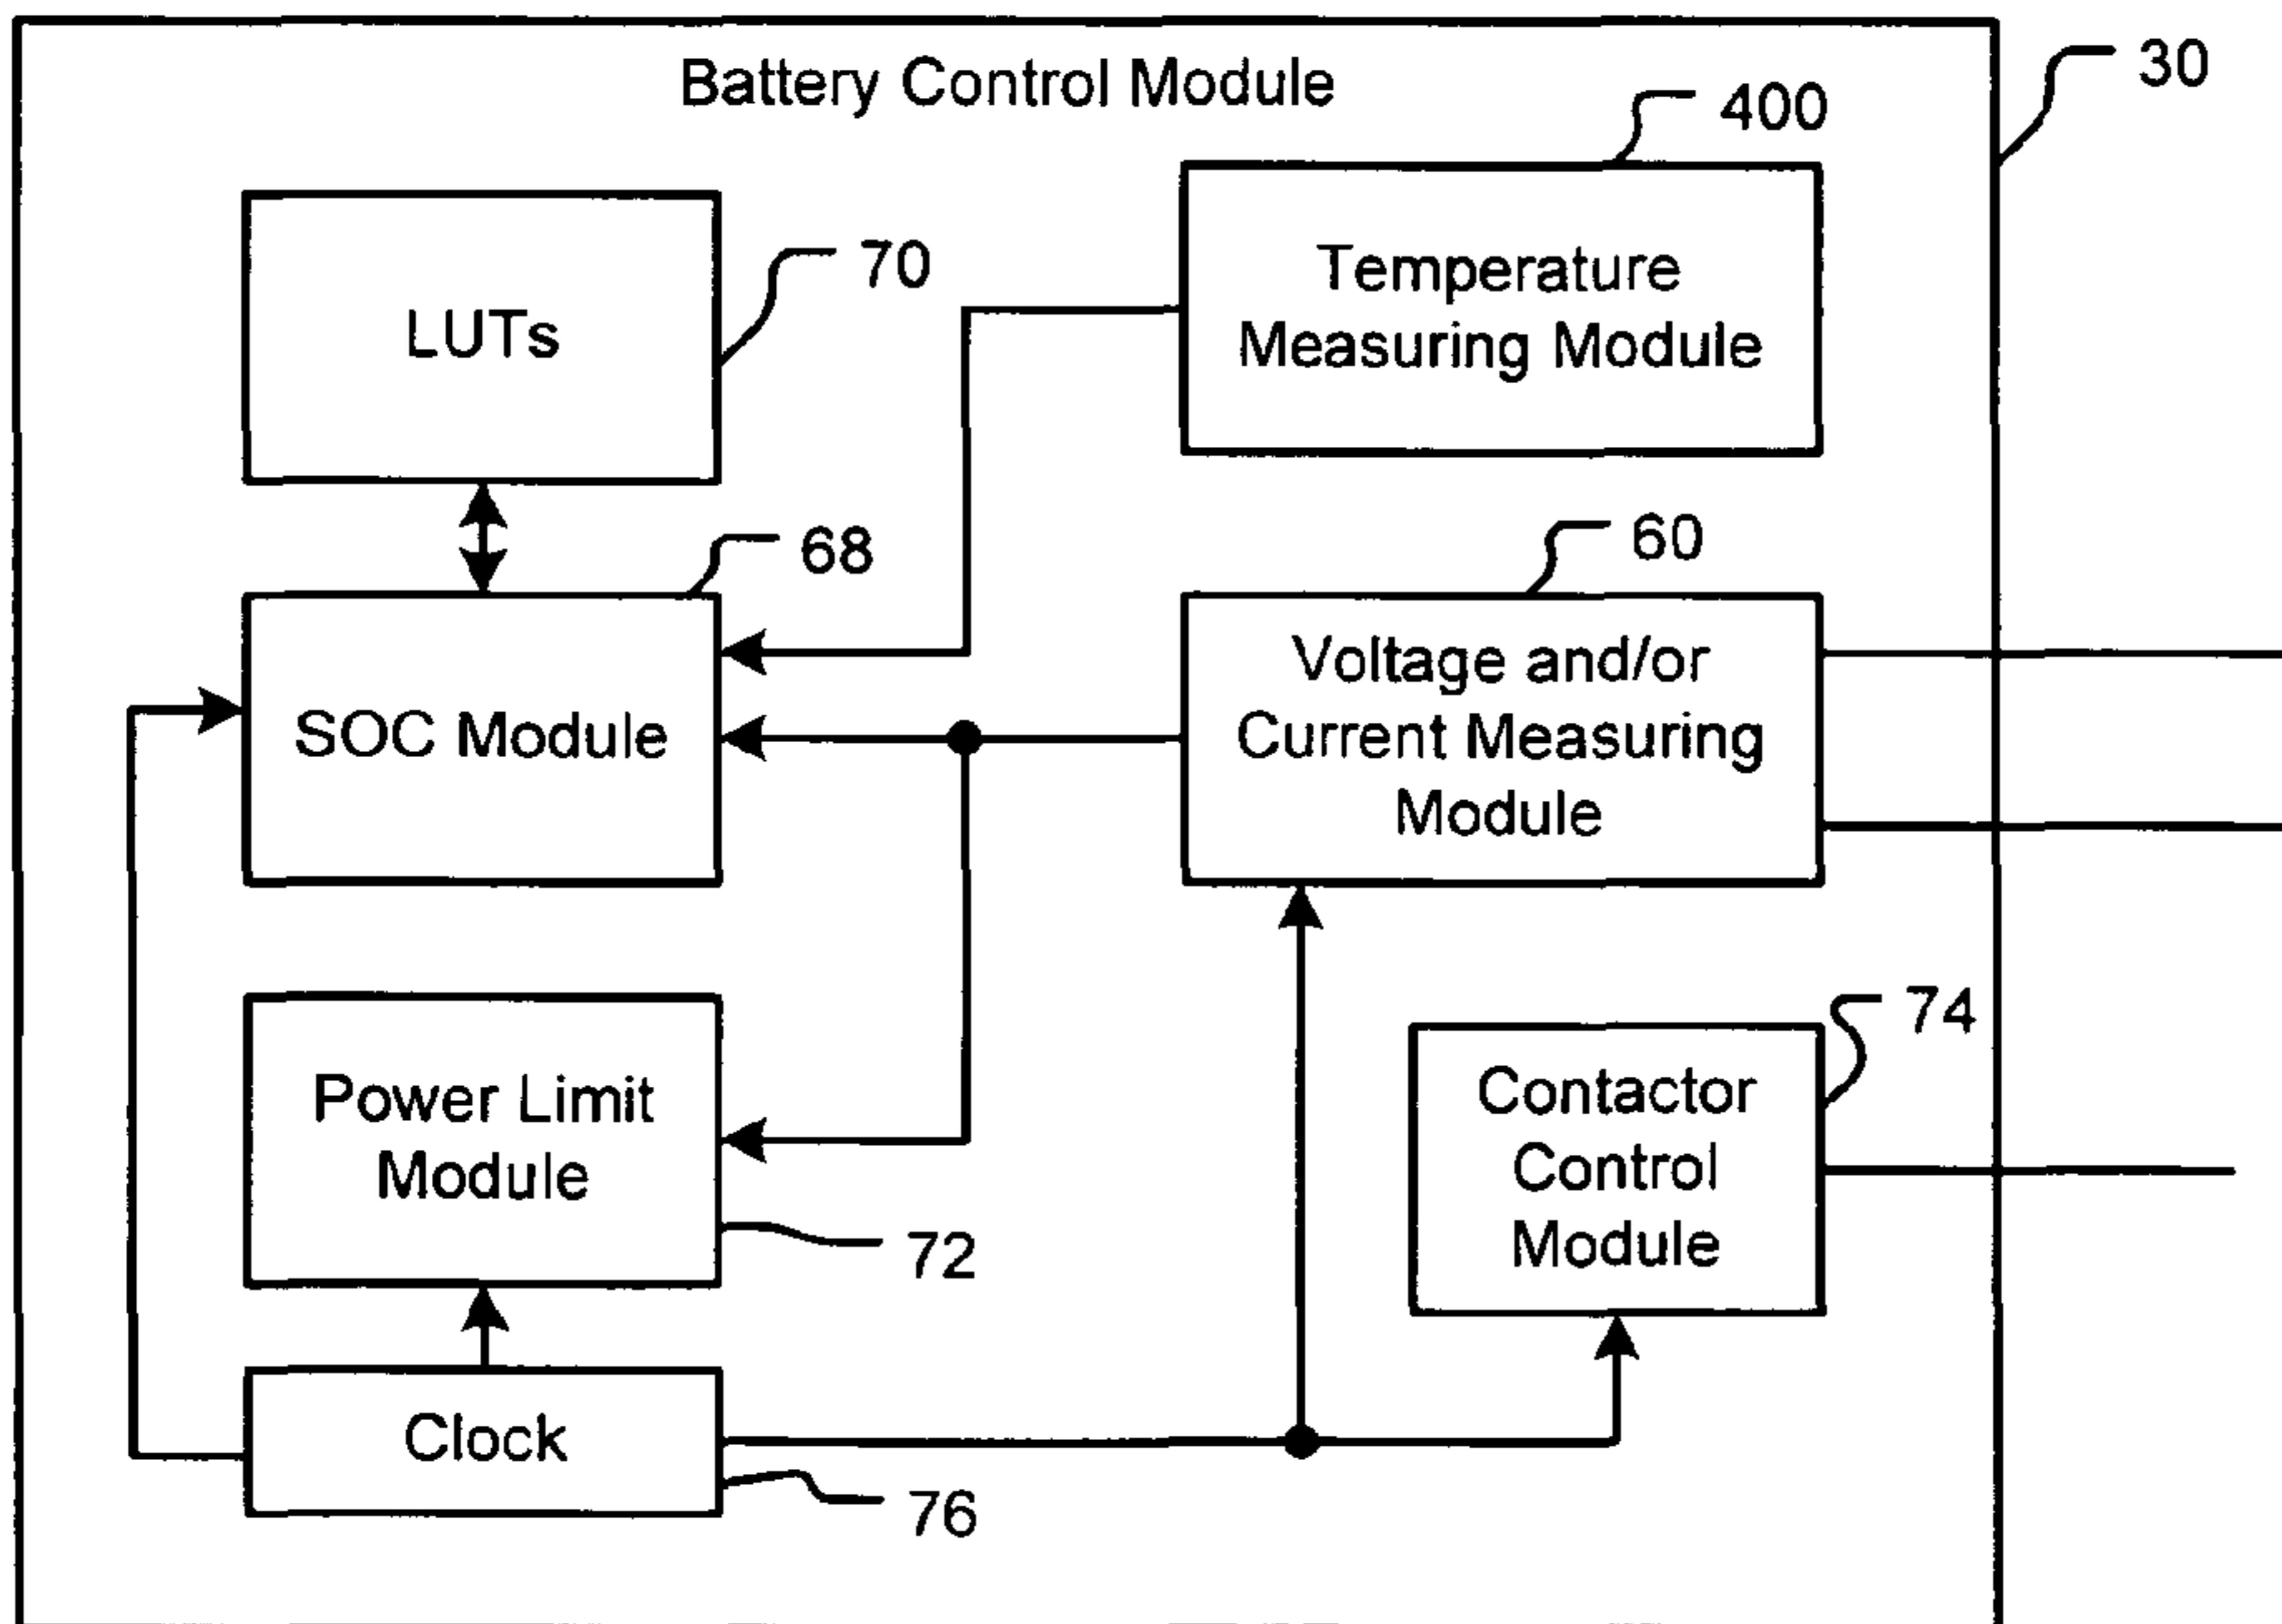 Battery Control Module
30
400
LUTs
70
Temperature
Measuring Module
68
60
SOC Module
Voltage and/or
Current Measuring
Module
Power Limit
Module
72
74
Contactor
Control
Module
Clock
76